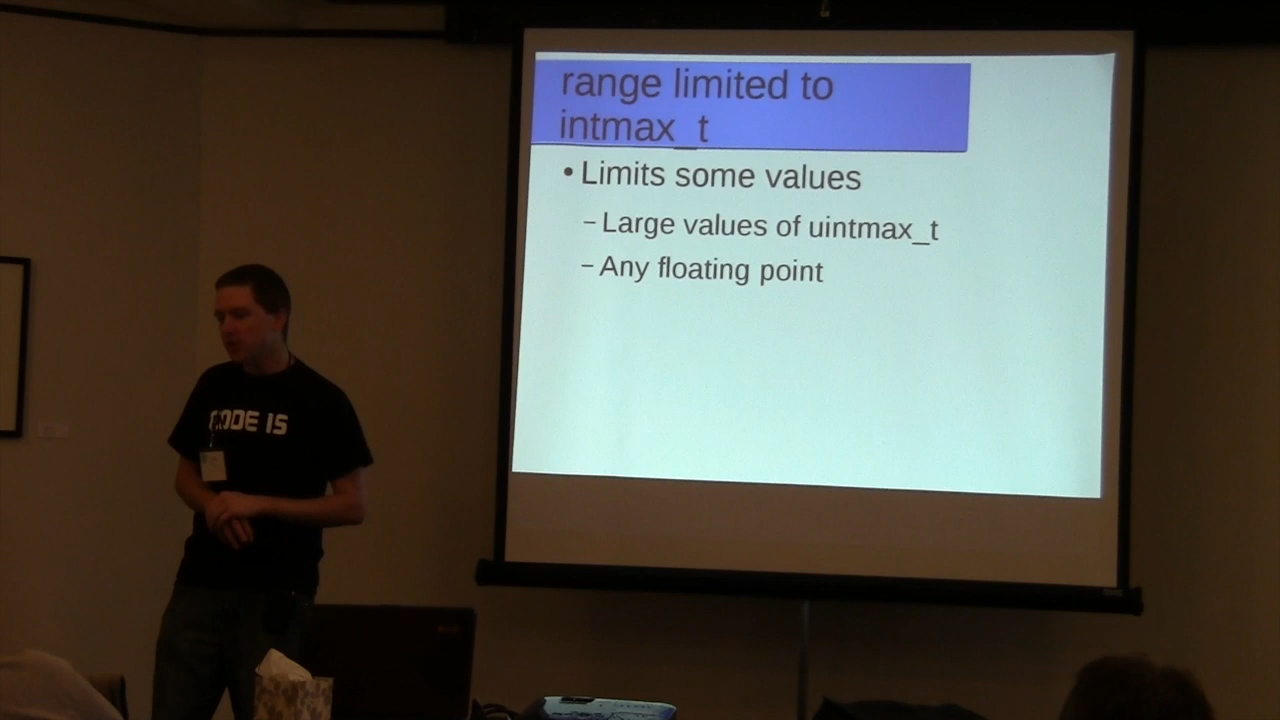 range limited to
intmax_t
• Limits some values
– Large values of uintmax_t
– Any floating point
CODE IS